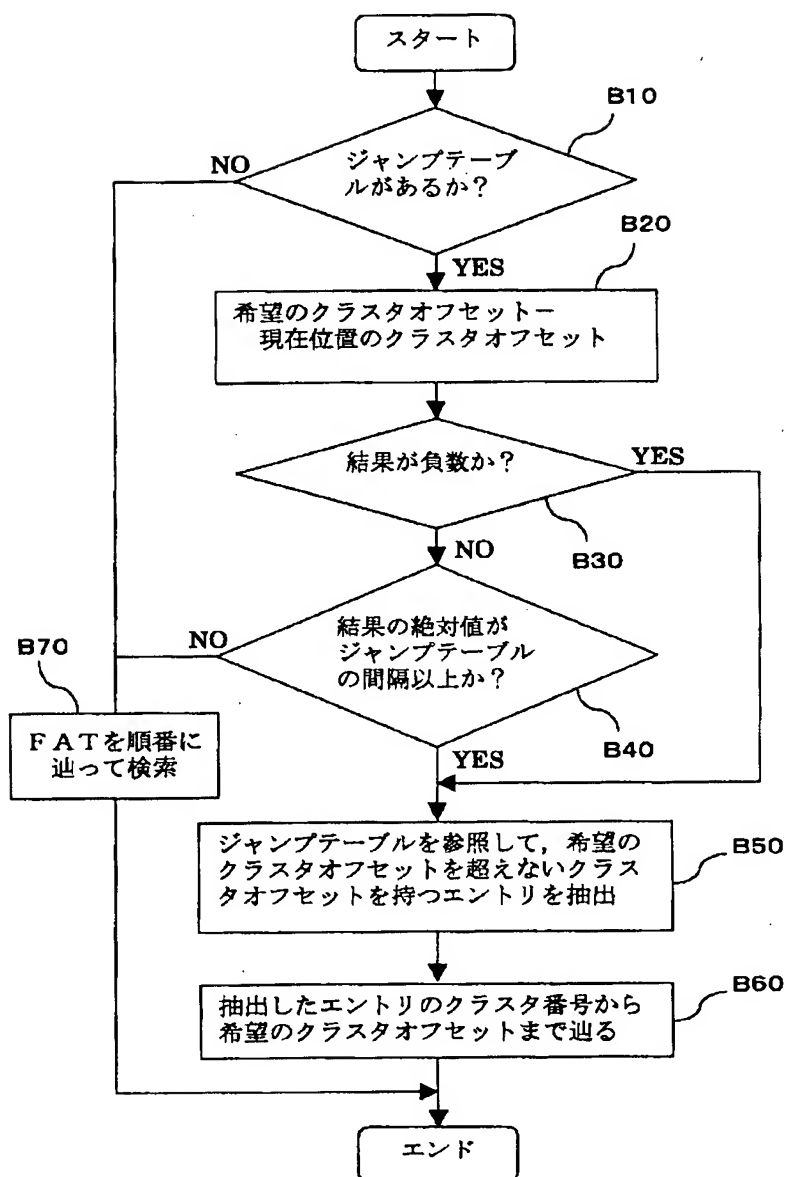 スタート
B10
NO
ジャンプテーブ
ルがあるか？
YES
B20
希望のクラスタオフセットー
現在位置のクラスタオフセット
結果が負数か？
YES
B30
NO
結果の絶対値が
ジャンプテーブル
の間隔以上か？
NO
B70
B40
ＦＡＴを順番に
辿って検索
YES
ジャンプテーブルを参照して，希望の
クラスタオフセットを超えないクラス
タオフセットを持つエントリを抽出
B50
抽出したエントリのクラスタ番号から
希望のクラスタオフセットまで辿る
B60
エンド